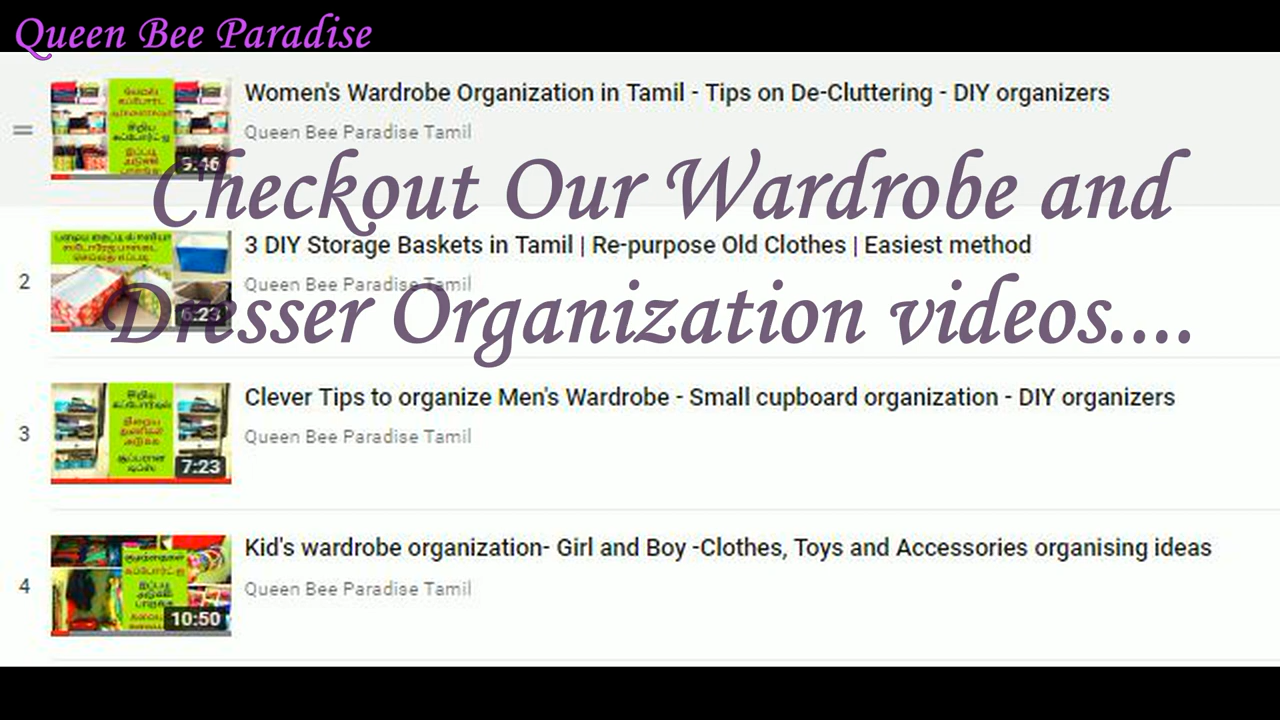 Queen Bee Paradise
Women's Wardrobe Organization in Tamil - Tips on De-Cluttering - DIY organizers
Queen Bee Paradise Tamil
9:46
Checkout Our Wardrobe and
2
3 DIY Storage Baskets in Tamil | Re-purpose Old Clothes | Easiest method
Queen Bee Paradise Tamil
6:23
Dresser Organization videos....
3
Clever Tips to organize Men's Wardrobe - Small cupboard organization - DIY organizers
Queen Bee Paradise Tamil
7:23
4
Kid's wardrobe organization- Girl and Boy -Clothes, Toys and Accessories organising ideas
Queen Bee Paradise Tamil
10:50